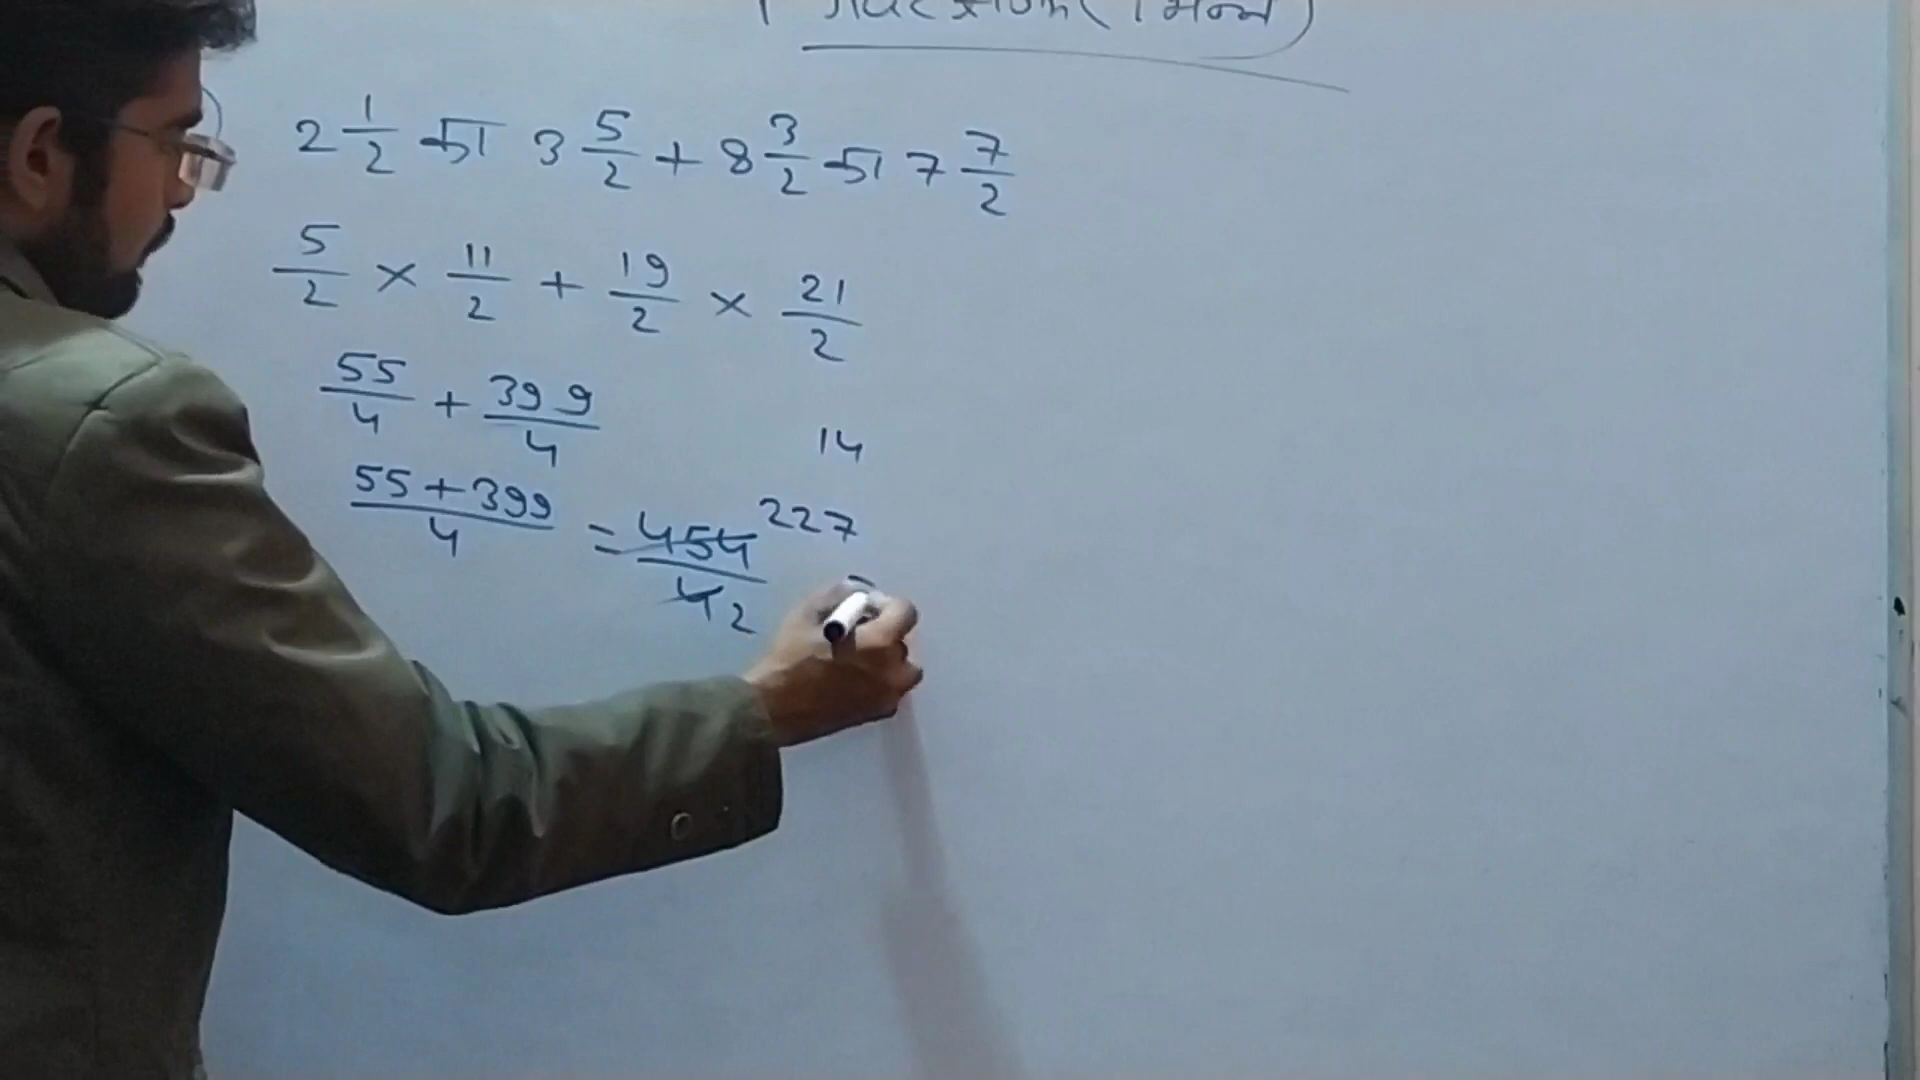 2 1/2 का 3 5/2 + 8 3/2 का 7 7/2
5/2 × 11/2 + 19/2 × 21/2
55/4 + 399/4
14
55+399/4 = 454/4 227
2